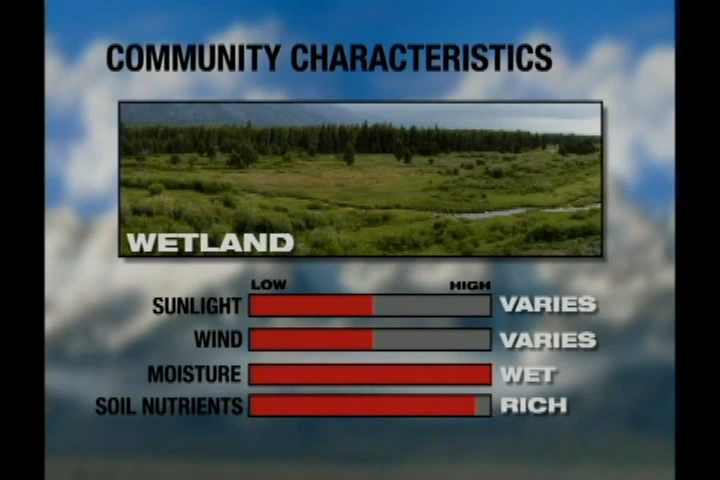 COMMUNITY CHARACTERISTICS
WETLAND
LOW HIGH
SUNLIGHT VARIES
WIND VARIES
MOISTURE WET
SOIL NUTRIENTS RICH